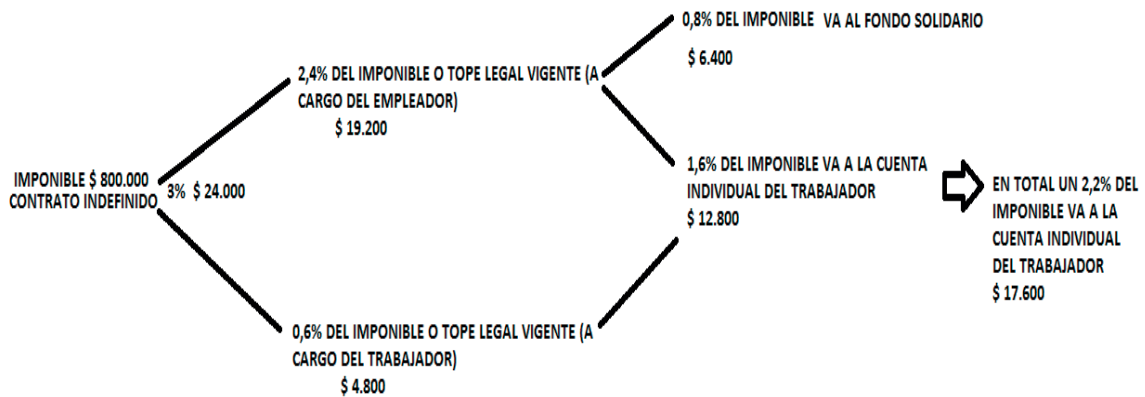 IMPONIBLE $ 800.000
CONTRATO INDEFINIDO
3% $ 24.000
2,4% DEL IMPONIBLE O TOPE LEGAL VIGENTE (A
CARGO DEL EMPLEADOR)
$ 19.200
0,6% DEL IMPONIBLE O TOPE LEGAL VIGENTE (A
CARGO DEL TRABAJADOR)
$ 4.800
0,8% DEL IMPONIBLE VA AL FONDO SOLIDARIO
$ 6.400
1,6% DEL IMPONIBLE VA A LA CUENTA
INDIVIDUAL DEL TRABAJADOR
$ 12.800
EN TOTAL UN 2,2% DEL
IMPONIBLE VA A LA
CUENTA INDIVIDUAL
DEL TRABAJADOR
$ 17.600